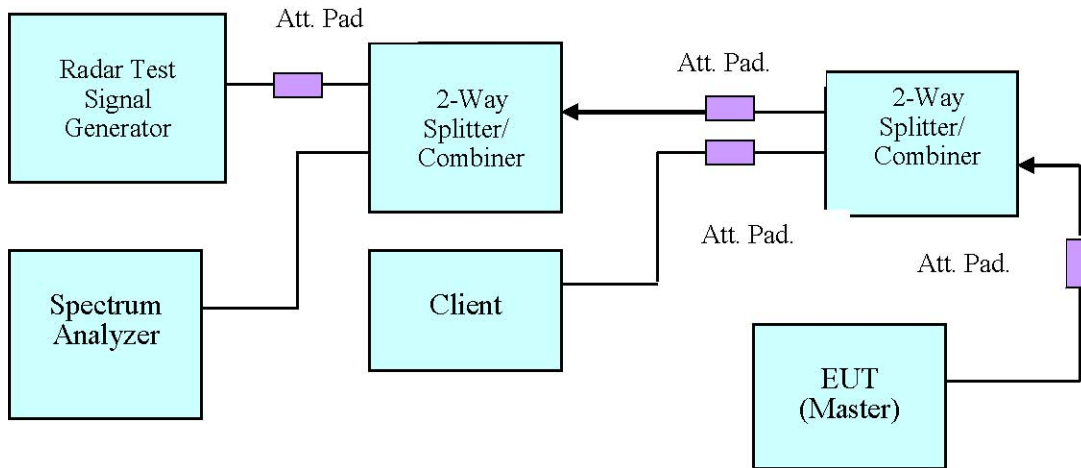 Att. Pad
Radar Test
Signal
Generator
2-Way
Splitter/
Combiner
Att. Pad.
2-Way
Splitter/
Combiner
Att. Pad.
Att. Pad.
Spectrum
Analyzer
Client
EUT
(Master)